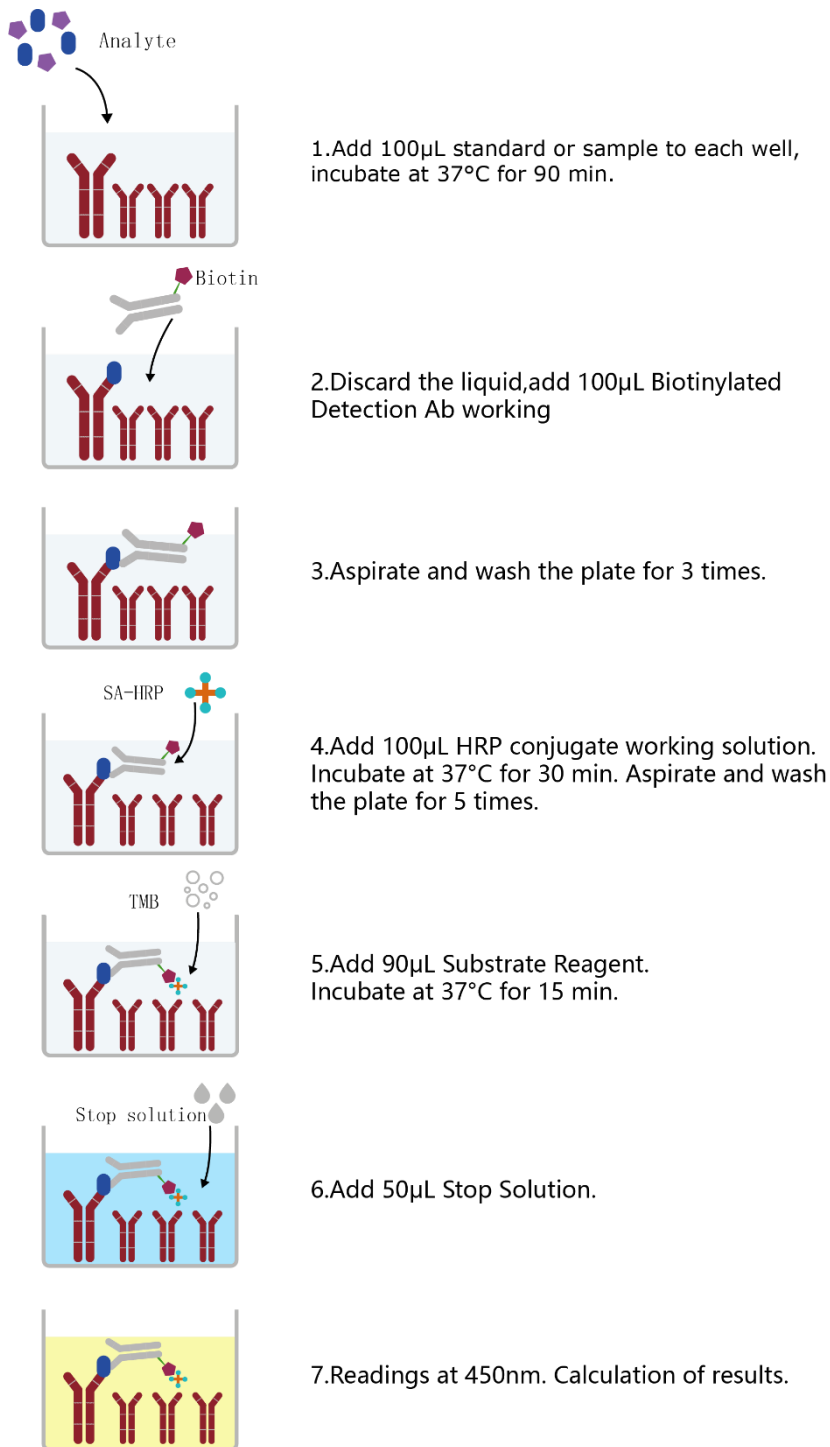 Analyte
1.Add 100μL standard or sample to each well,
incubate at 37°C for 90 min.
Biotin
2.Discard the liquid,add 100μL Biotinylated
Detection Ab working
3.Aspirate and wash the plate for 3 times.
SA-HRP
4.Add 100μL HRP conjugate working solution.
Incubate at 37°C for 30 min. Aspirate and wash
the plate for 5 times.
TMB
5.Add 90μL Substrate Reagent.
Incubate at 37°C for 15 min.
Stop solution
6.Add 50μL Stop Solution.
7.Readings at 450nm. Calculation of results.